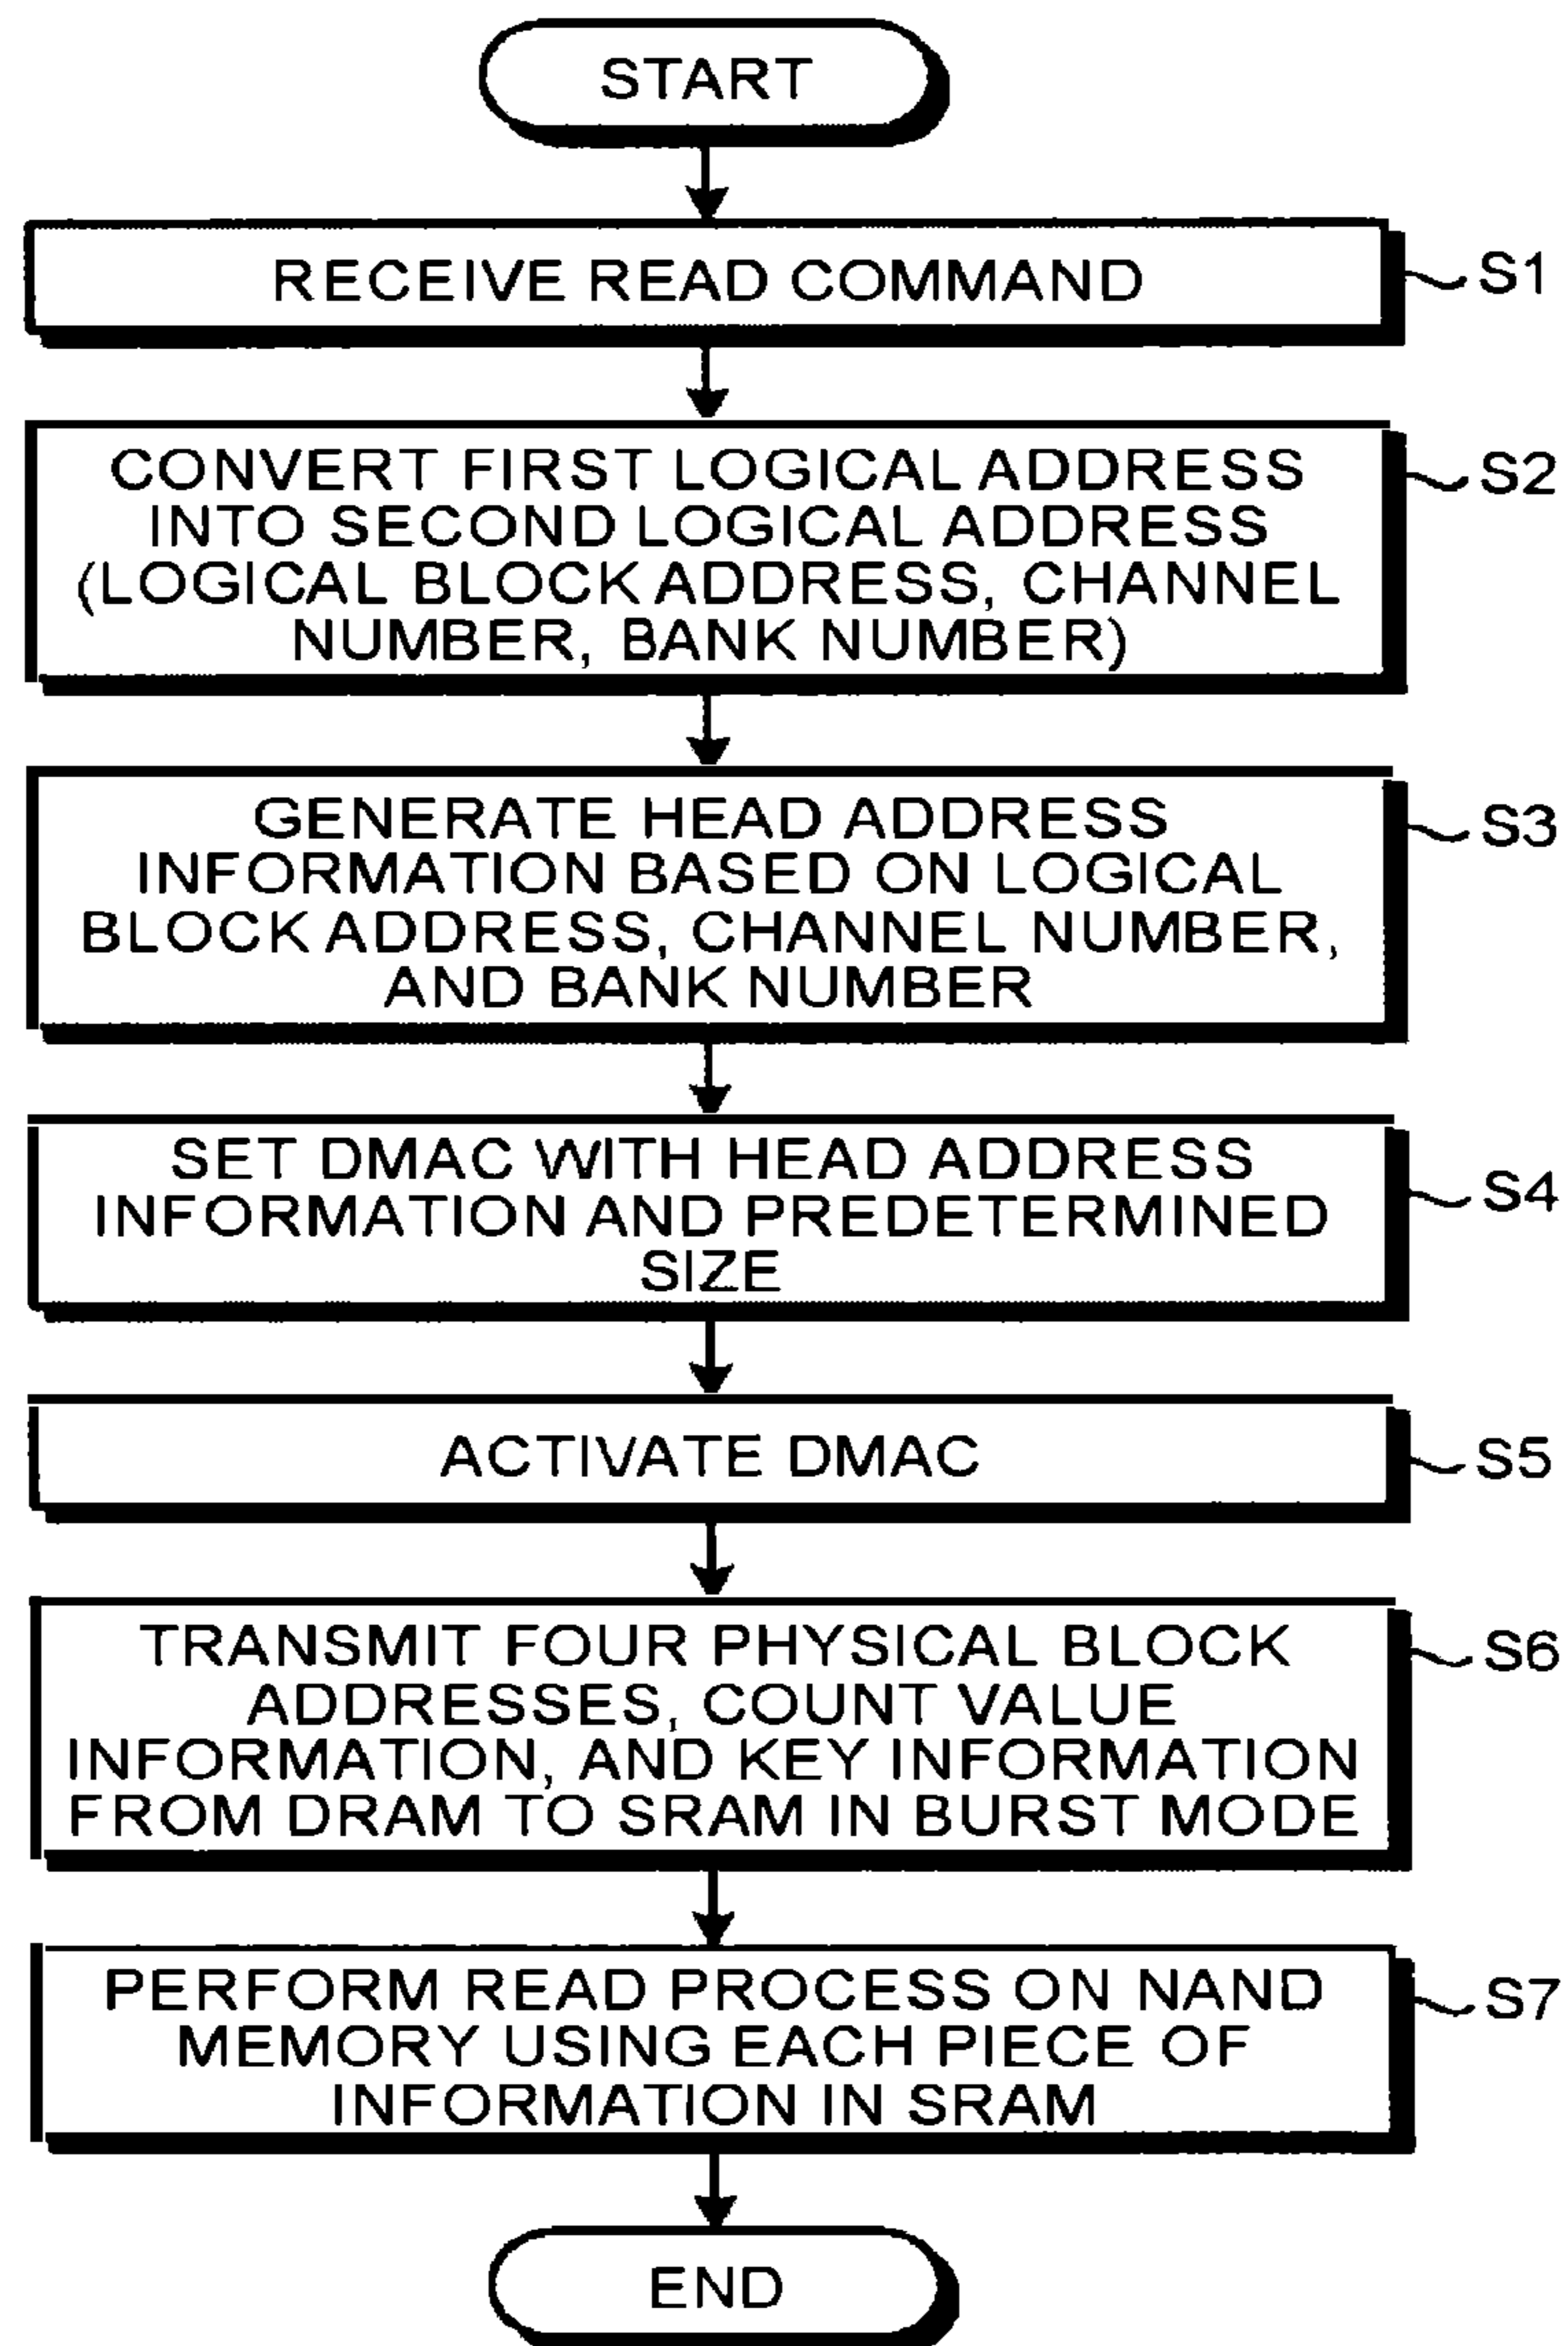 START
RECEIVE READ COMMAND
S1
CONVERT FIRST LOGICAL ADDRESS
INTO SECOND LOGICAL ADDRESS
(LOGICAL BLOCK ADDRESS, CHANNEL
NUMBER, BANK NUMBER)
S2
GENERATE HEAD ADDRESS
INFORMATION BASED ON LOGICAL
BLOCK ADDRESS, CHANNEL NUMBER,
AND BANK NUMBER
S3
SET DMAC WITH HEAD ADDRESS
INFORMATION AND PREDETERMINED
SIZE
S4
ACTIVATE DMAC
S5
TRANSMIT FOUR PHYSICAL BLOCK
ADDRESSES, COUNT VALUE
INFORMATION, AND KEY INFORMATION
FROM DRAM TO SRAM IN BURST MODE
S6
PERFORM READ PROCESS ON NAND
MEMORY USING EACH PIECE OF
INFORMATION IN SRAM
S7
END